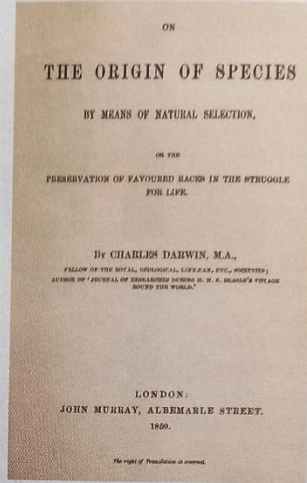 ON
THE ORIGIN OF SPECIES
BY MEANS OF NATURAL SELECTION,
OR THE
PRESERVATION OF FAVOURED RACES IN THE STRUGGLE
FOR LIFE.
By CHARLES DARWIN, M.A.,
FELLOW OF THE ROYAL, GEOLOGICAL, LINNÆAN, ETC., SOCIETIES;
AUTHOR OF 'JOURNAL OF RESEARCHES DURING H. M. S. BEAGLE'S VOYAGE
ROUND THE WORLD.'
LONDON:
JOHN MURRAY, ALBEMARLE STREET.
1859.
The right of Translation is reserved.